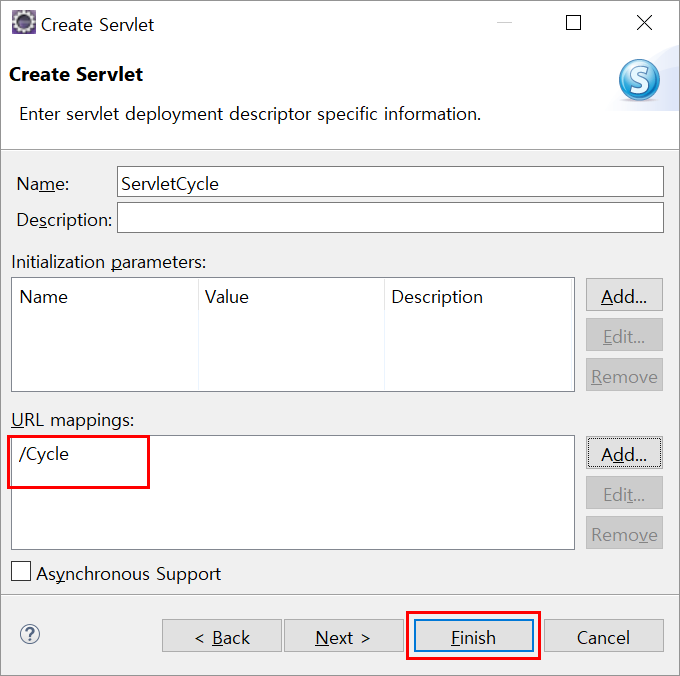 Create Servlet
Create Servlet
Enter servlet deployment descriptor specific information.
Name: ServletCycle
Description:
Initialization parameters:
Name Value Description
Add...
Edit...
Remove
URL mappings:
/Cycle
Add...
Edit...
Remove
Asynchronous Support
? < Back Next > Finish Cancel